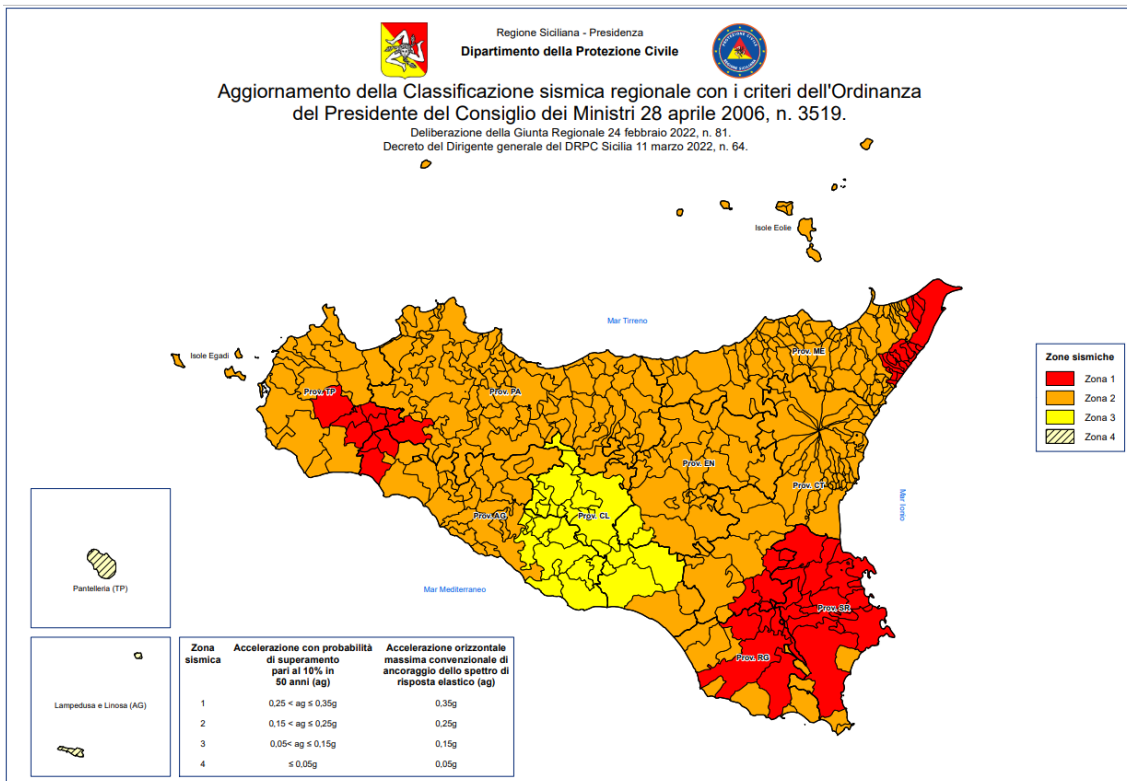 Regione Siciliana - Presidenza
Dipartimento della Protezione Civile
Aggiornamento della Classificazione sismica regionale con i criteri dell'Ordinanza
del Presidente del Consiglio dei Ministri 28 aprile 2006, n. 3519.
Deliberazione della Giunta Regionale 24 febbraio 2022, n. 81.
Decreto del Dirigente generale del DRPC Sicilia 11 marzo 2022, n. 64.
Isole Eolie
Mar Tirreno
Isole Egadi
Prov. ME
Prov. TP
Prov. PA
Prov. EN
Prov. CT
Prov. AG
Prov. CL
Mar Ionio
Prov. SR
Prov. RG
Mar Mediterraneo
Zone sismiche
Zona 1
Zona 2
Zona 3
Zona 4
Pantelleria (TP)
Lampedusa e Linosa (AG)
Zona Accelerazione con probabilità Accelerazione orizzontale
sismica di superamento massima convenzionale di
pari al 10% in ancoraggio dello spettro di
50 anni (ag) risposta elastico (ag)
1 0,25 < ag ≤ 0,35g 0,35g
2 0,15 < ag ≤ 0,25g 0,25g
3 0,05< ag ≤ 0,15g 0,15g
4 ≤ 0,05g 0,05g